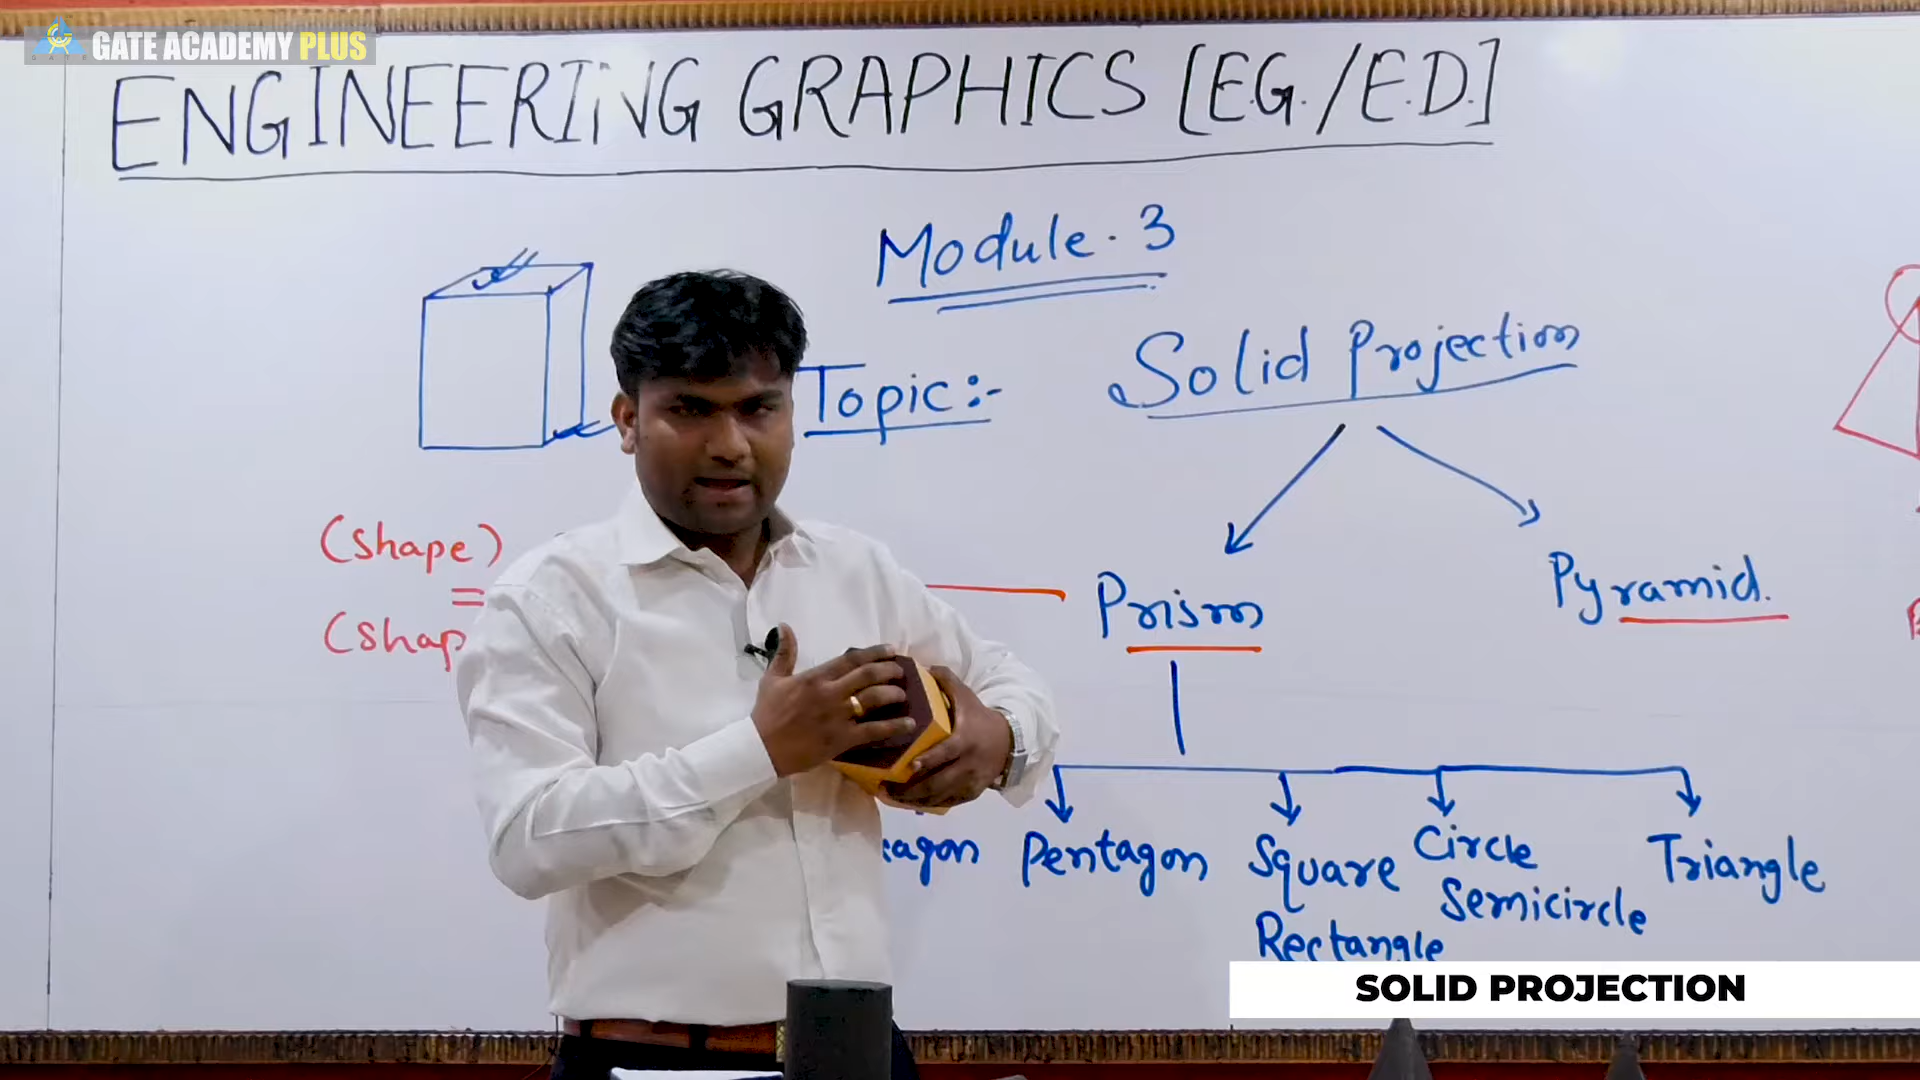 GATE ACADEMY PLUS
ENGINEERING GRAPHICS [E.G./E.D.]
Module. 3
Topic:- Solid Projection
(shape)
=
(shap
Prism
Pyramid.
Pentagon
Square
Rectangle
Circle
Semicircle
Triangle
SOLID PROJECTION